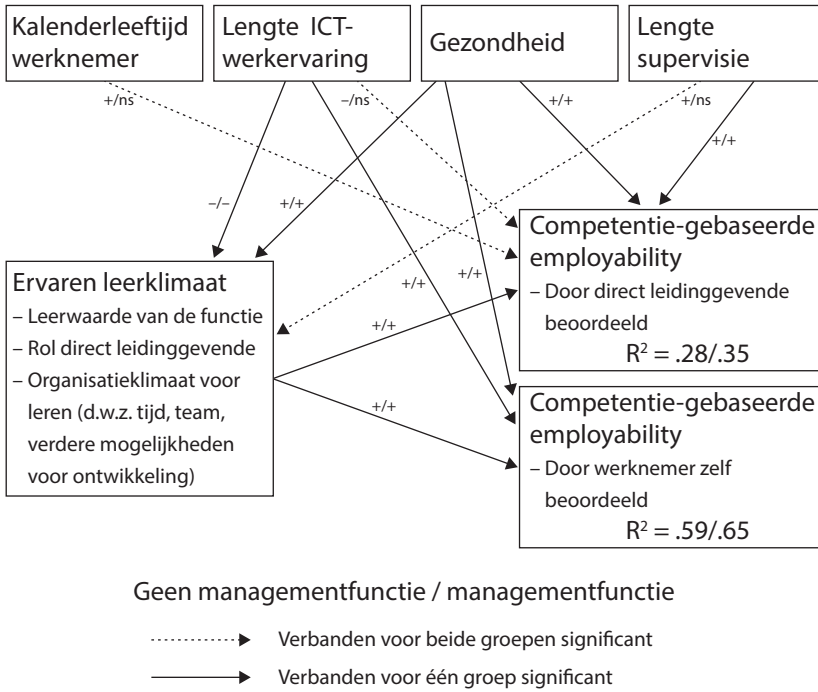 Kalenderleeftijd
werknemer
Lengte ICT-
werkervaring
Gezondheid
Lengte
supervisie
+/ns
–/ns
+/+
+/ns
+/+
–/–
+/+
+/+
+/+
+/+
+/+
Ervaren leerklimaat
– Leerwaarde van de functie
– Rol direct leidinggevende
– Organisatieklimaat voor
leren (d.w.z. tijd, team,
verdere mogelijkheden
voor ontwikkeling)
Competentie-gebaseerde
employability
– Door direct leidinggevende
beoordeeld
R² = .28/.35
Competentie-gebaseerde
employability
– Door werknemer zelf
beoordeeld
R² = .59/.65
Geen managementfunctie / managementfunctie
Verbanden voor beide groepen significant
Verbanden voor één groep significant